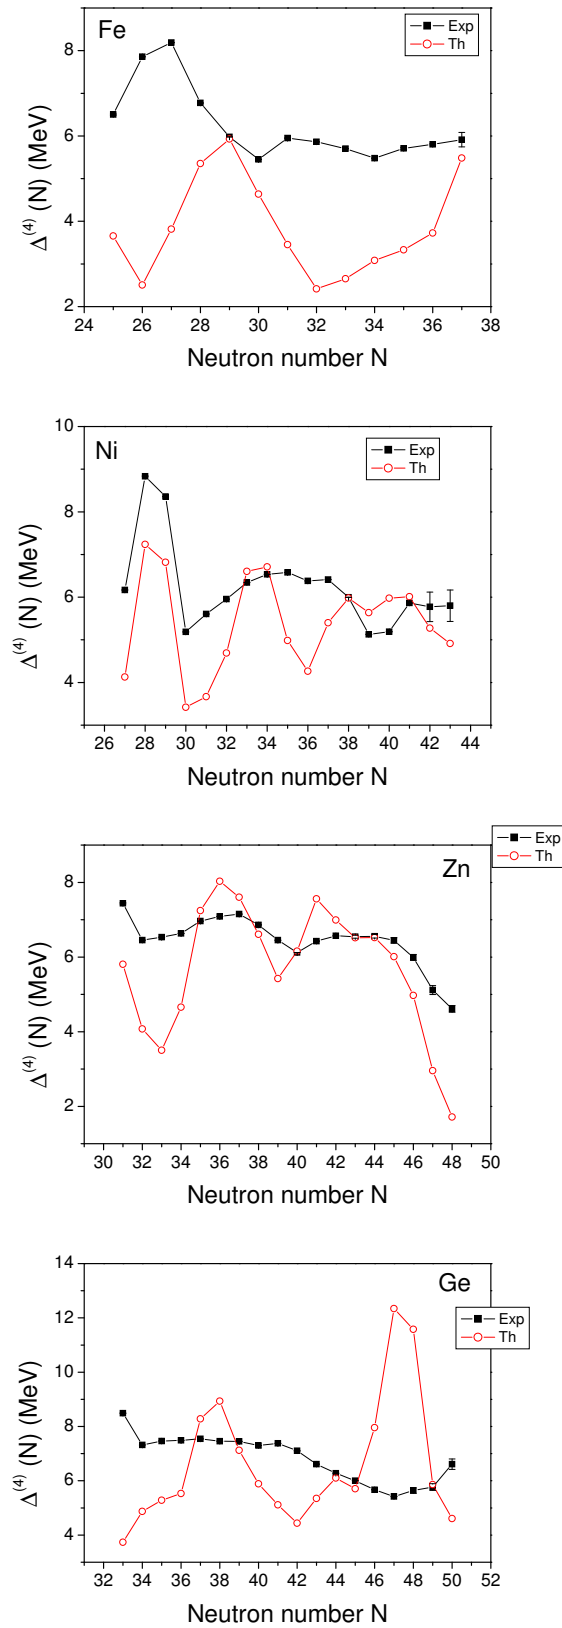 Fe
Exp
Th
8
6
4
2
Δ(4) (N) (MeV)
24 26 28 30 32 34 36 38
Neutron number N
Ni
Exp
Th
10
8
6
4
Δ(4) (N) (MeV)
26 28 30 32 34 36 38 40 42 44
Neutron number N
Zn
Exp
Th
8
6
4
2
Δ(4) (N) (MeV)
30 32 34 36 38 40 42 44 46 48 50
Neutron number N
Ge
Exp
Th
14
12
10
8
6
4
Δ(4) (N) (MeV)
32 34 36 38 40 42 44 46 48 50 52
Neutron number N